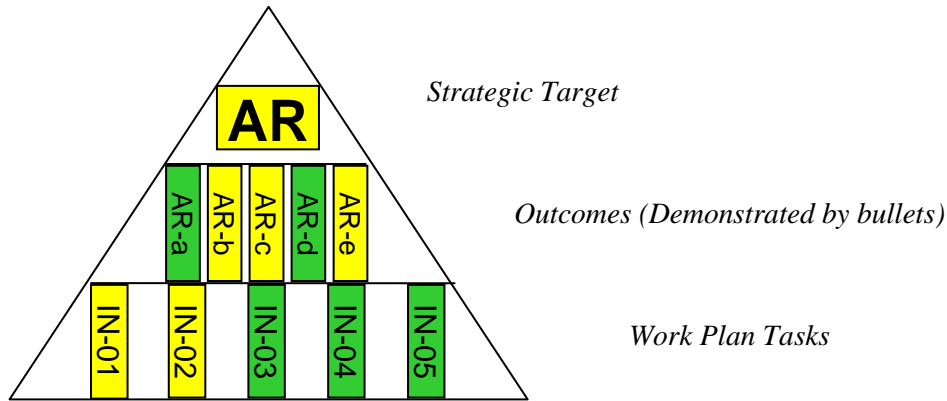 Strategic Target
AR
AR-a
AR-b
AR-c
AR-d
AR-e
Outcomes (Demonstrated by bullets)
IN-01
IN-02
IN-03
IN-04
IN-05
Work Plan Tasks